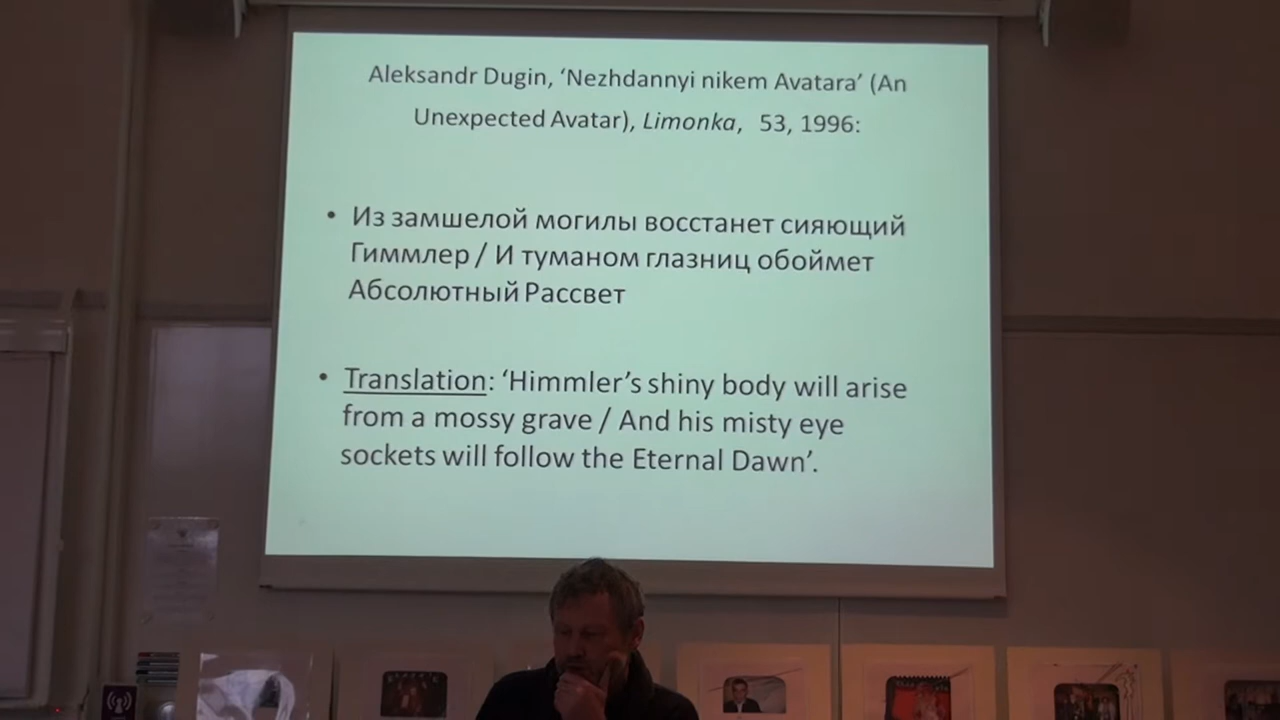 Aleksandr Dugin, ‘Nezhdannyi nikem Avatara’ (An
Unexpected Avatar), Limonka, 53, 1996:
• Из замшелой могилы восстанет сияющий
Гиммлер / И туманом глазниц обоймет
Абсолютный Рассвет
• Translation: ‘Himmler’s shiny body will arise
from a mossy grave / And his misty eye
sockets will follow the Eternal Dawn’.